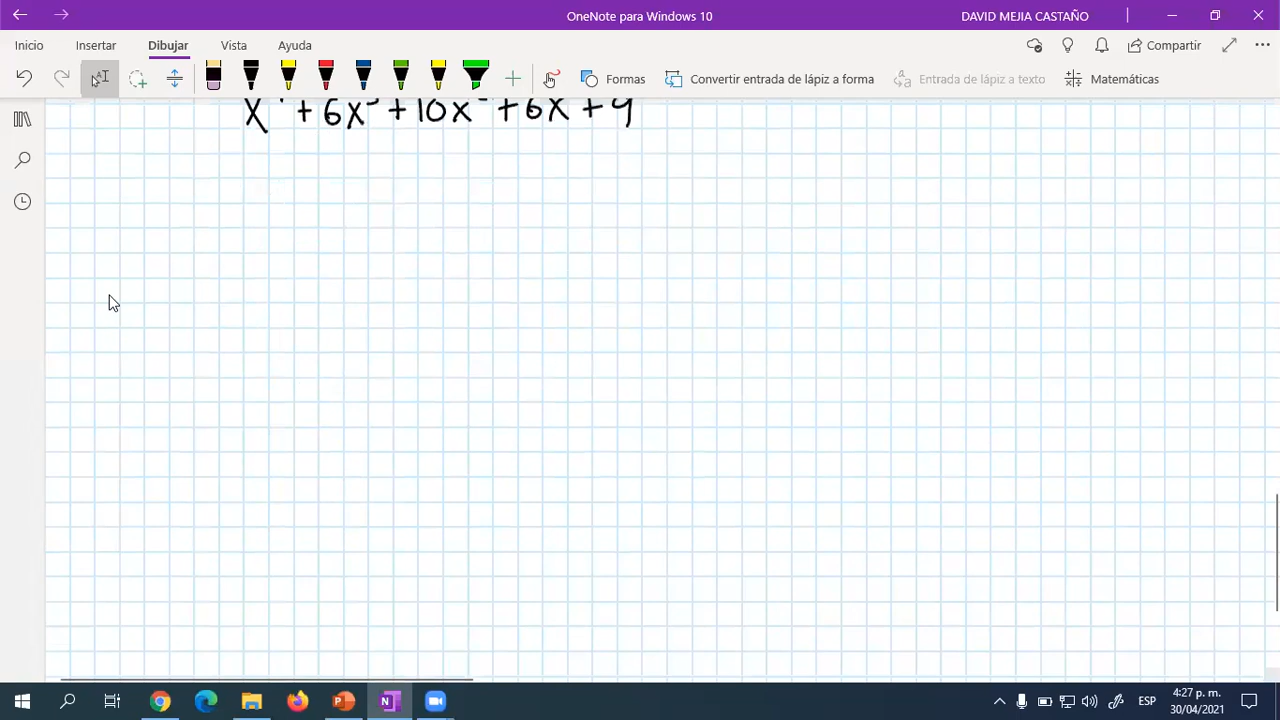 OneNote para Windows 10
DAVID MEJIA CASTAÑO
Inicio
Insertar
Dibujar
Vista
Ayuda
Compartir
Formas
Convertir entrada de lápiz a forma
Entrada de lápiz a texto
Matemáticas
+ 6x + 10x + 6x +
ESP
4:27 p. m.
30/04/2021